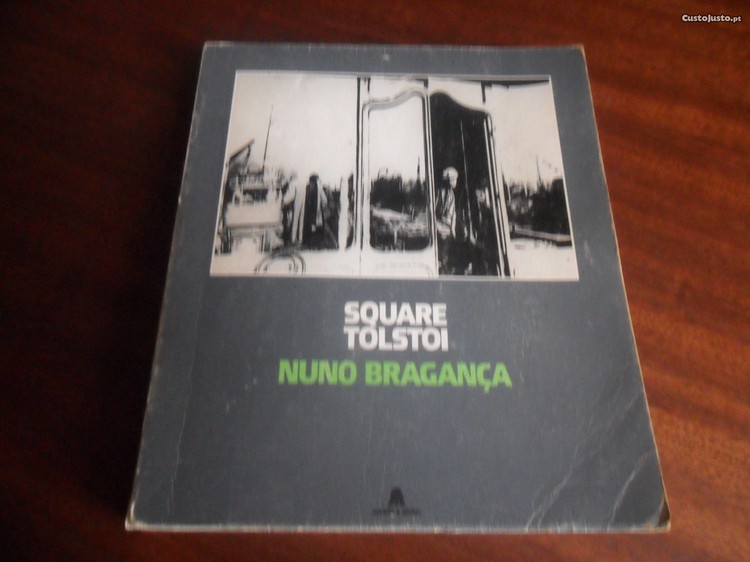 CustoJusto.pt
SQUARE
TOLSTOI
NUNO BRAGANÇA